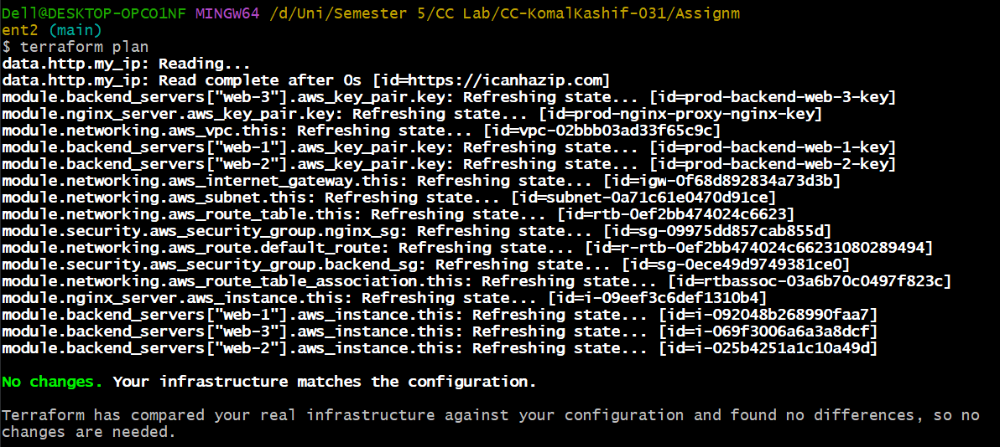 Dell@DESKTOP-OPCO1NF MINGW64 /d/Uni/Semester 5/CC Lab/CC-KomalKashif-031/Assignm
ent2 (main)
$ terraform plan
data.http.my_ip: Reading...
data.http.my_ip: Read complete after 0s [id=https://icanhazip.com]
module.backend_servers["web-3"].aws_key_pair.key: Refreshing state... [id=prod-backend-web-3-key]
module.nginx_server.aws_key_pair.key: Refreshing state... [id=prod-nginx-proxy-nginx-key]
module.networking.aws_vpc.this: Refreshing state... [id=vpc-02bbb03ad33f65c9c]
module.backend_servers["web-1"].aws_key_pair.key: Refreshing state... [id=prod-backend-web-1-key]
module.backend_servers["web-2"].aws_key_pair.key: Refreshing state... [id=prod-backend-web-2-key]
module.networking.aws_internet_gateway.this: Refreshing state... [id=igw-0f68d892834a73d3b]
module.networking.aws_subnet.this: Refreshing state... [id=subnet-0a71c61e0470d91ce]
module.networking.aws_route_table.this: Refreshing state... [id=rtb-0ef2bb474024c6623]
module.security.aws_security_group.nginx_sg: Refreshing state... [id=sg-09975dd857cab855d]
module.networking.aws_route.default_route: Refreshing state... [id=r-rtb-0ef2bb474024c66231080289494]
module.security.aws_security_group.backend_sg: Refreshing state... [id=sg-0ece49d9749381ce0]
module.networking.aws_route_table_association.this: Refreshing state... [id=rtbassoc-03a6b70c0497f823c]
module.nginx_server.aws_instance.this: Refreshing state... [id=i-09eef3c6def1310b4]
module.backend_servers["web-1"].aws_instance.this: Refreshing state... [id=i-092048b268990faa7]
module.backend_servers["web-3"].aws_instance.this: Refreshing state... [id=i-069f3006a6a3a8dcf]
module.backend_servers["web-2"].aws_instance.this: Refreshing state... [id=i-025b4251a1c10a49d]
No changes. Your infrastructure matches the configuration.
Terraform has compared your real infrastructure against your configuration and found no differences, so no
changes are needed.